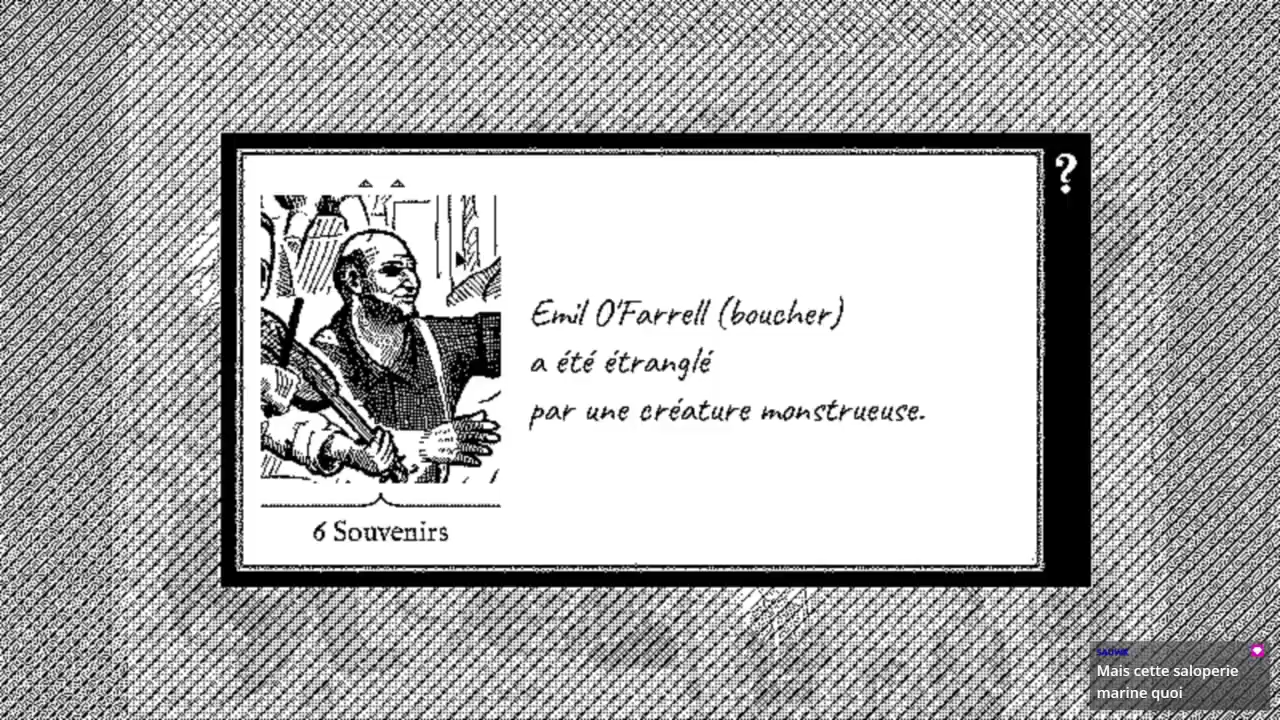 ?
Emil O'Farrell (boucher)
a été étranglé
par une créature monstrueuse.
6 Souvenirs
Mais cette saloperie
marine quoi